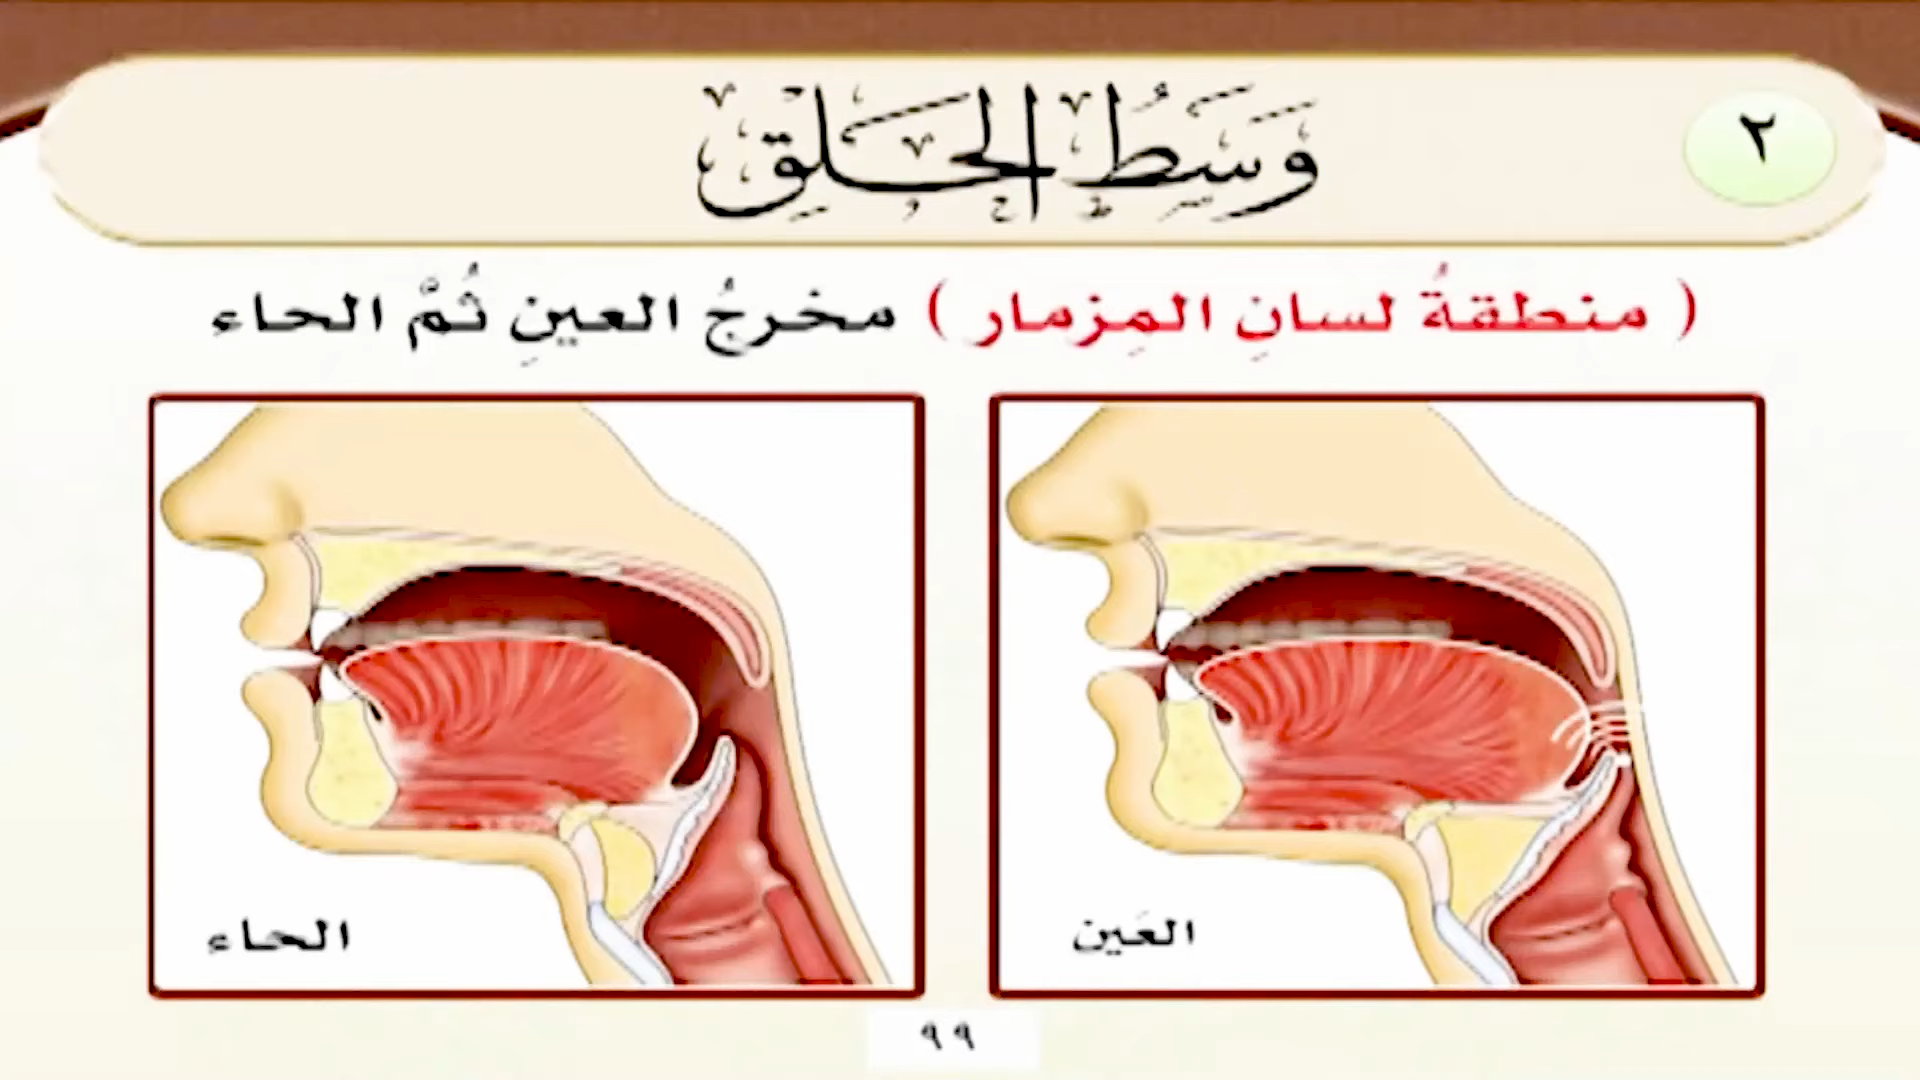 ٢
وَسَطُ الحَلْقِ
( منطقةُ لسانِ المِزمار ) مخرجُ العينِ ثُمَّ الحاء
العَين
الحاء
٩٩